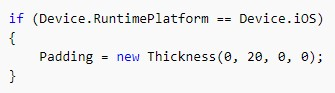 if (Device.RuntimePlatform == Device.iOS)
{
    Padding = new Thickness(0, 20, 0, 0);
}